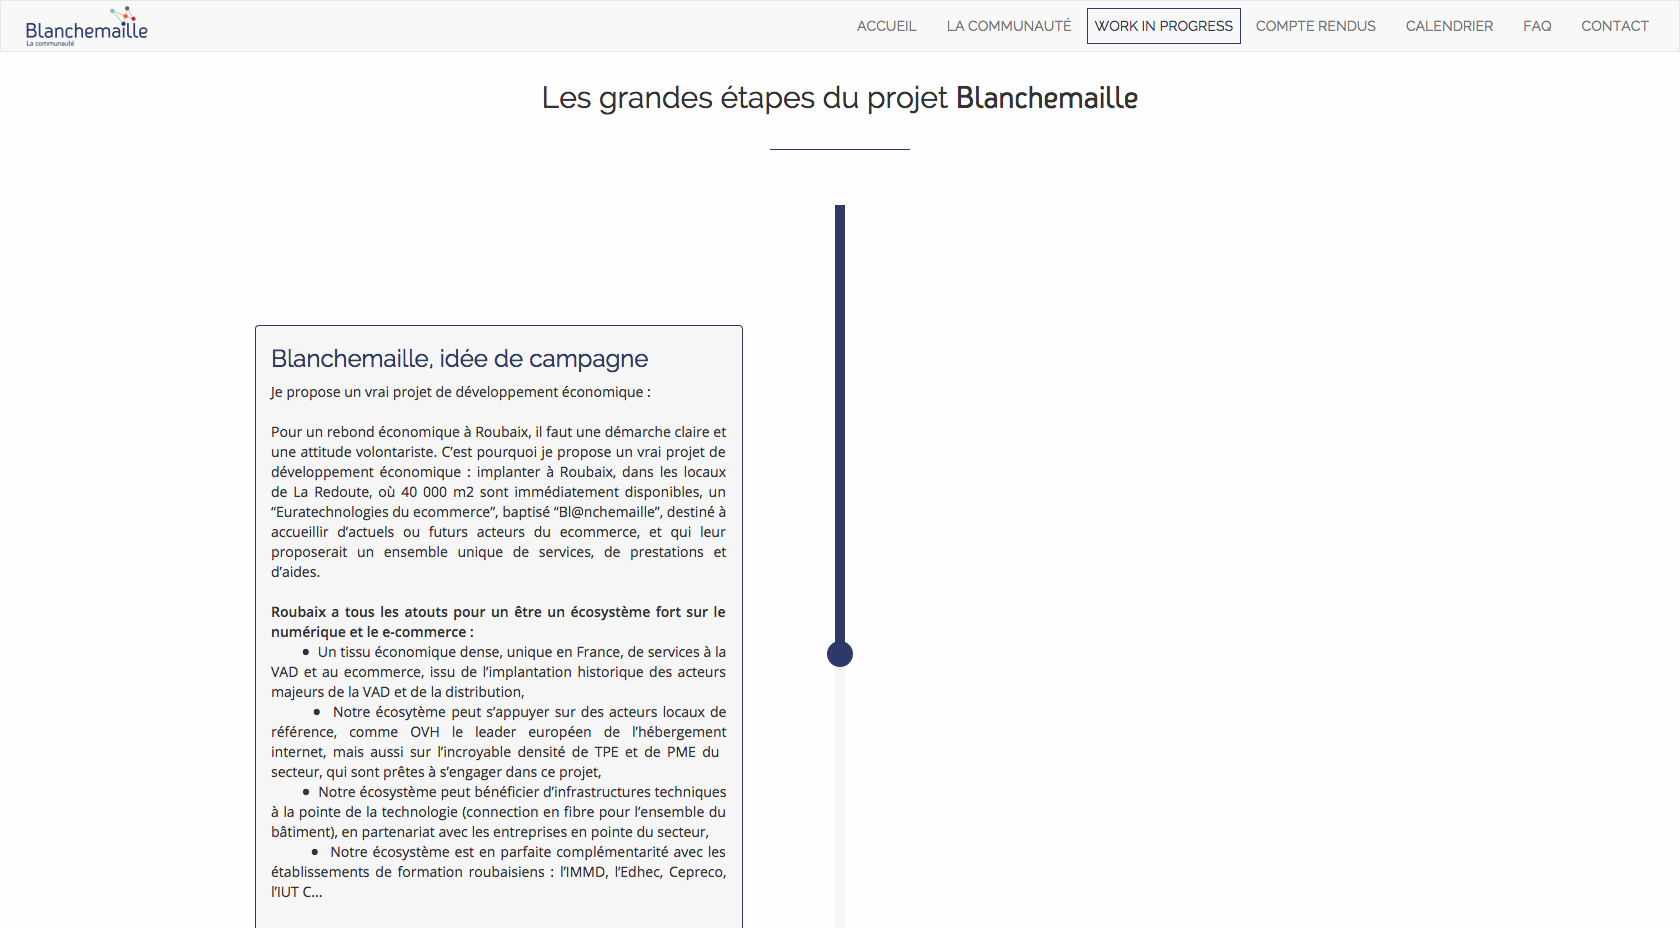 Blanchemaille
La communauté
ACCUEIL LA COMMUNAUTÉ WORK IN PROGRESS COMPTE RENDUS CALENDRIER FAQ CONTACT
Les grandes étapes du projet Blanchemaille
Blanchemaille, idée de campagne
Je propose un vrai projet de développement économique :
Pour un rebond économique à Roubaix, il faut une démarche claire et
une attitude volontariste. C’est pourquoi je propose un vrai projet de
développement économique : implanter à Roubaix, dans les locaux
de La Redoute, où 40 000 m2 sont immédiatement disponibles, un
“Euratechnologies du ecommerce”, baptisé “Bl@nchemaille”, destiné à
accueillir d’actuels ou futurs acteurs du ecommerce, et qui leur
proposerait un ensemble unique de services, de prestations et
d’aides.
Roubaix a tous les atouts pour un être un écosystème fort sur le
numérique et le e-commerce :
● Un tissu économique dense, unique en France, de services à la
VAD et au ecommerce, issu de l’implantation historique des acteurs
majeurs de la VAD et de la distribution,
● Notre écosytème peut s’appuyer sur des acteurs locaux de
référence, comme OVH le leader européen de l’hébergement
internet, mais aussi sur l’incroyable densité de TPE et de PME du
secteur, qui sont prêtes à s’engager dans ce projet,
● Notre écosystème peut bénéficier d’infrastructures techniques
à la pointe de la technologie (connection en fibre pour l’ensemble du
bâtiment), en partenariat avec les entreprises en pointe du secteur,
● Notre écosystème est en parfaite complémentarité avec les
établissements de formation roubaisiens : l’IMMD, l’Edhec, Cepreco,
l’IUT C...